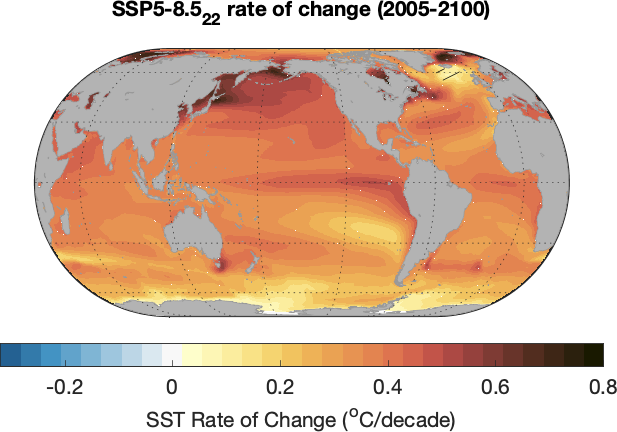 SSP5-8.5₂₂ rate of change (2005-2100)
-0.2 0 0.2 0.4 0.6 0.8
SST Rate of Change (°C/decade)